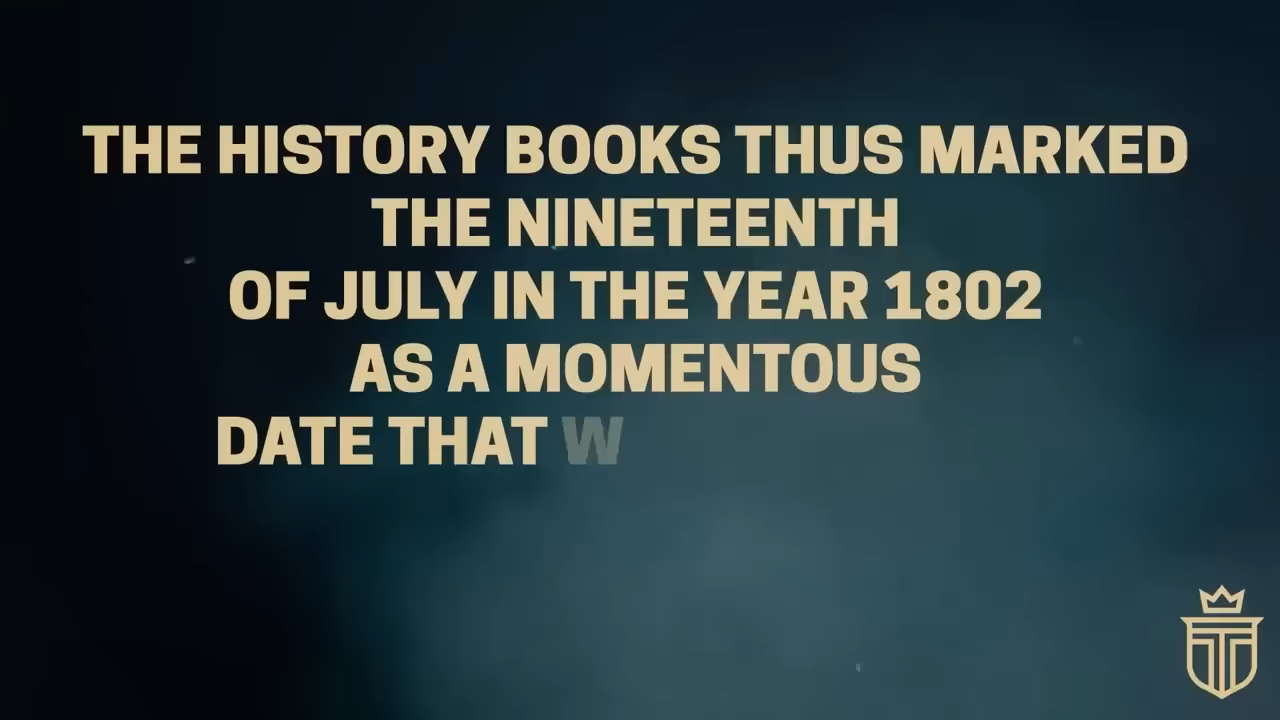 THE HISTORY BOOKS THUS MARKED
THE NINETEENTH
OF JULY IN THE YEAR 1802
AS A MOMENTOUS
DATE THAT W